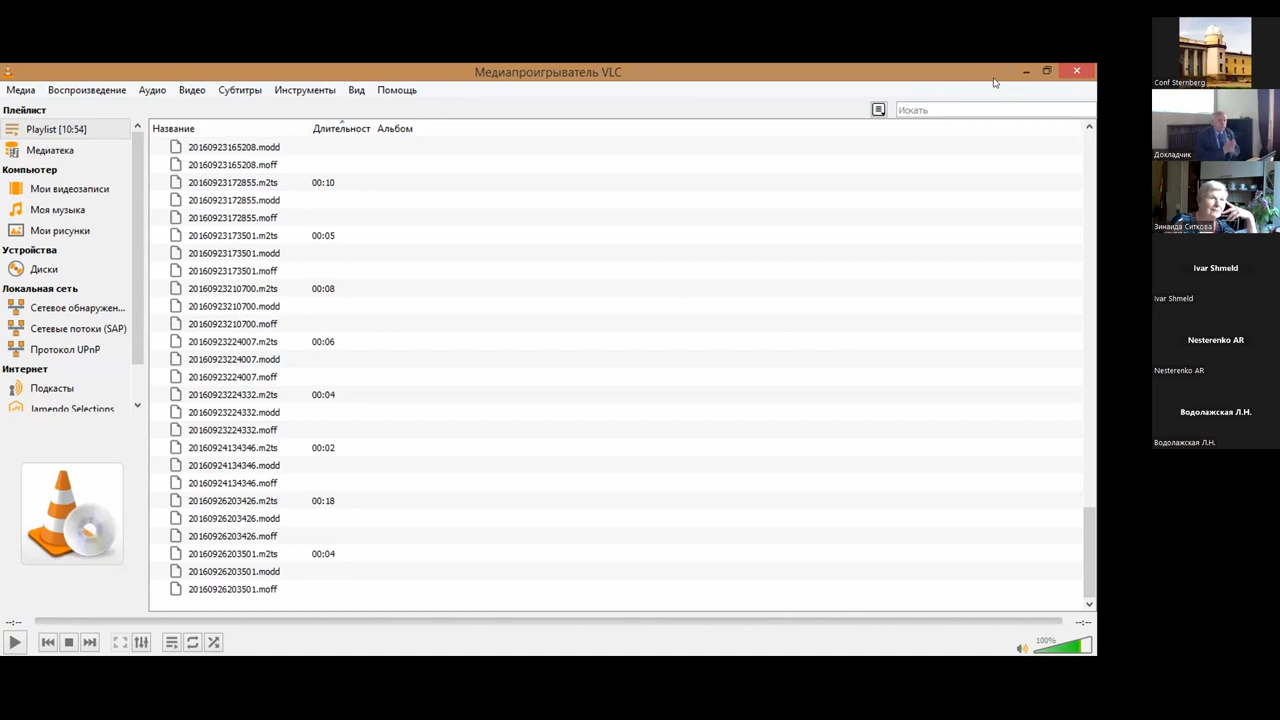 Медиапроигрыватель VLC
Медиа Воспроизведение Аудио Видео Субтитры Инструменты Вид Помощь
Искать
Плейлист
Playlist [10:54]
Медиатека
Компьютер
Мои видеозаписи
Моя музыка
Мои рисунки
Устройства
Диски
Локальная сеть
Сетевое обнаружен...
Сетевые потоки (SAP)
Протокол UPnP
Интернет
Подкасты
Jamendo Selections
Название Длительност Альбом
20160923165208.modd
20160923165208.moff
20160923172855.m2ts 00:10
20160923172855.modd
20160923172855.moff
20160923173501.m2ts 00:05
20160923173501.modd
20160923173501.moff
20160923210700.m2ts 00:08
20160923210700.modd
20160923210700.moff
20160923224007.m2ts 00:06
20160923224007.modd
20160923224007.moff
20160923224332.m2ts 00:04
20160923224332.modd
20160923224332.moff
20160924134346.m2ts 00:02
20160924134346.modd
20160924134346.moff
20160926203426.m2ts 00:18
20160926203426.modd
20160926203426.moff
20160926203501.m2ts 00:04
20160926203501.modd
20160926203501.moff
--:-- --:--
100%
Conf Sternberg
Докладчик
Зинаида Ситкова
Ivar Shmeld
Ivar Shmeld
Nesterenko AR
Nesterenko AR
Водолажская Л.Н.
Водолажская Л.Н.